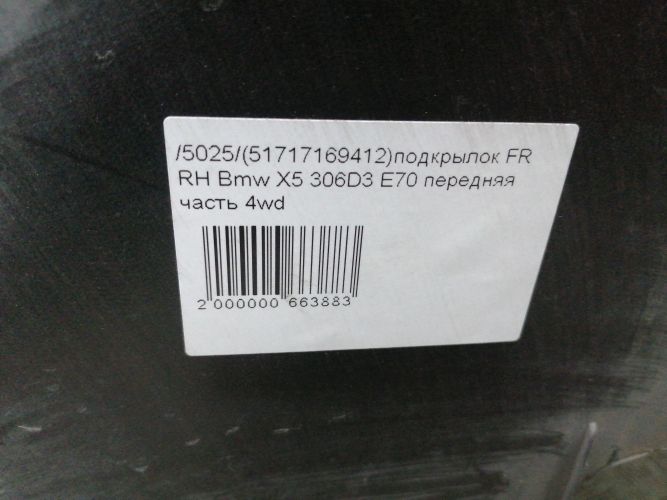 /5025/(51717169412)подкрылок FR
RH Bmw X5 306D3 E70 передняя
часть 4wd
2 000000 663883